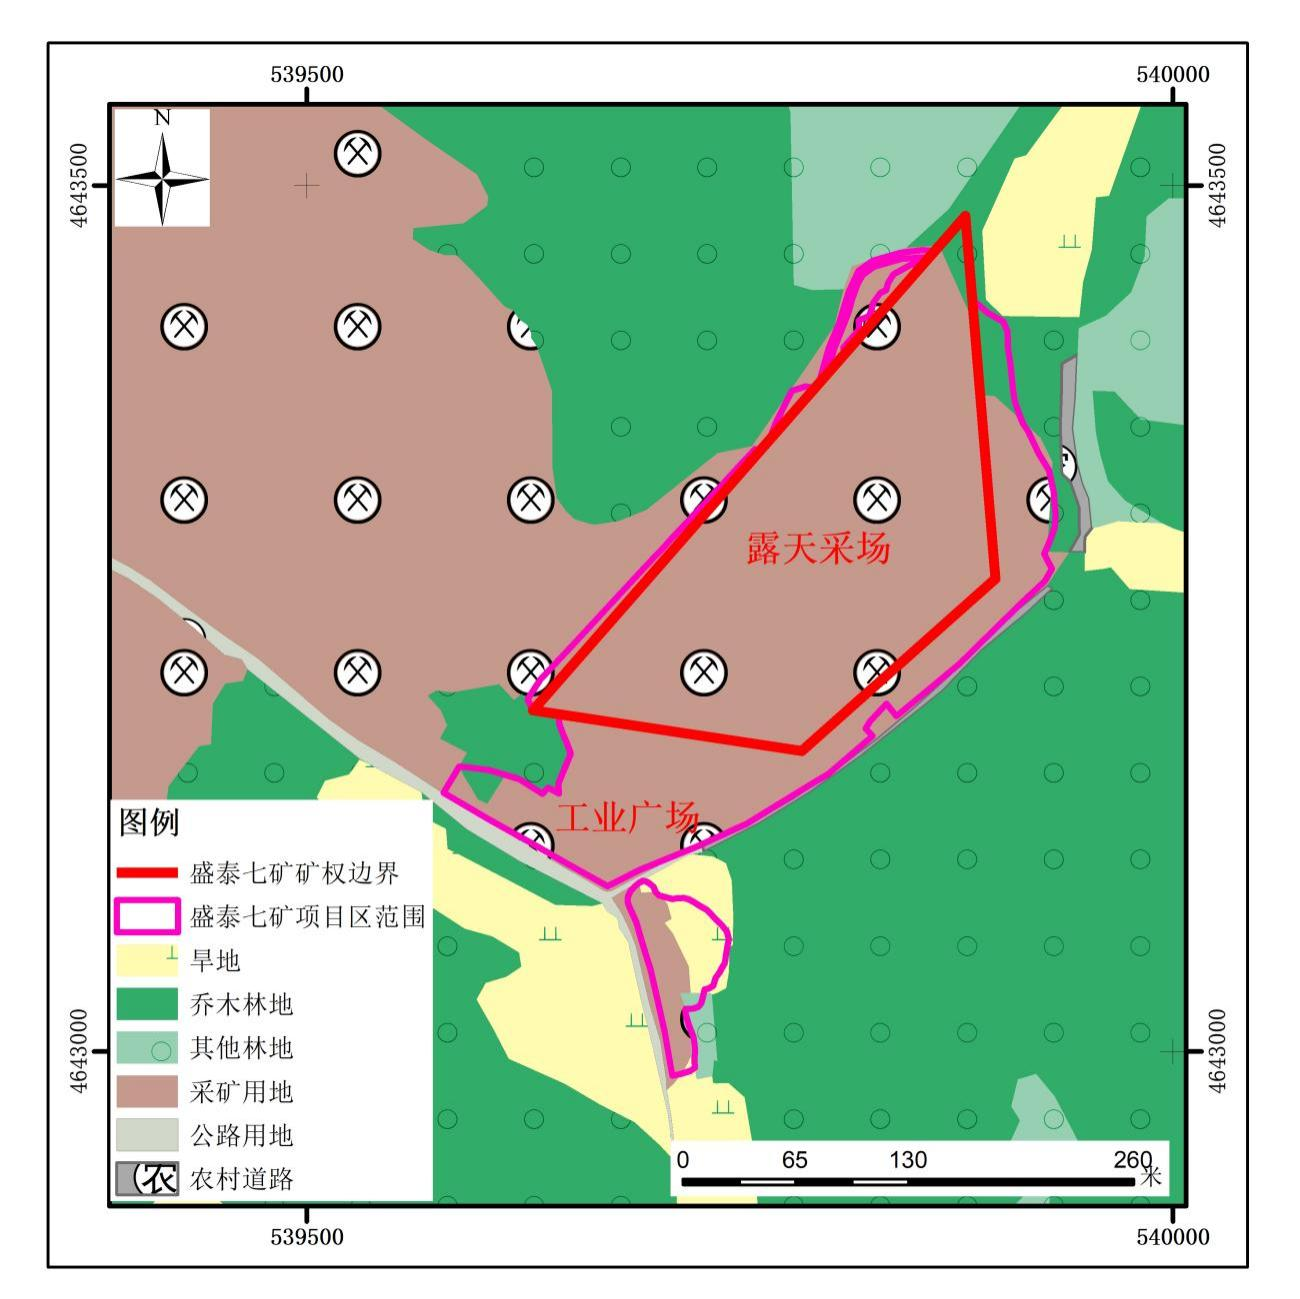 539500
540000
N
4643500
4643500
露天采场
工业广场
图例
盛泰七矿矿权边界
盛泰七矿项目区范围
旱地
乔木林地
其他林地
采矿用地
公路用地
(农
农村道路
4643000
4643000
0 65 130 260
米
539500
540000